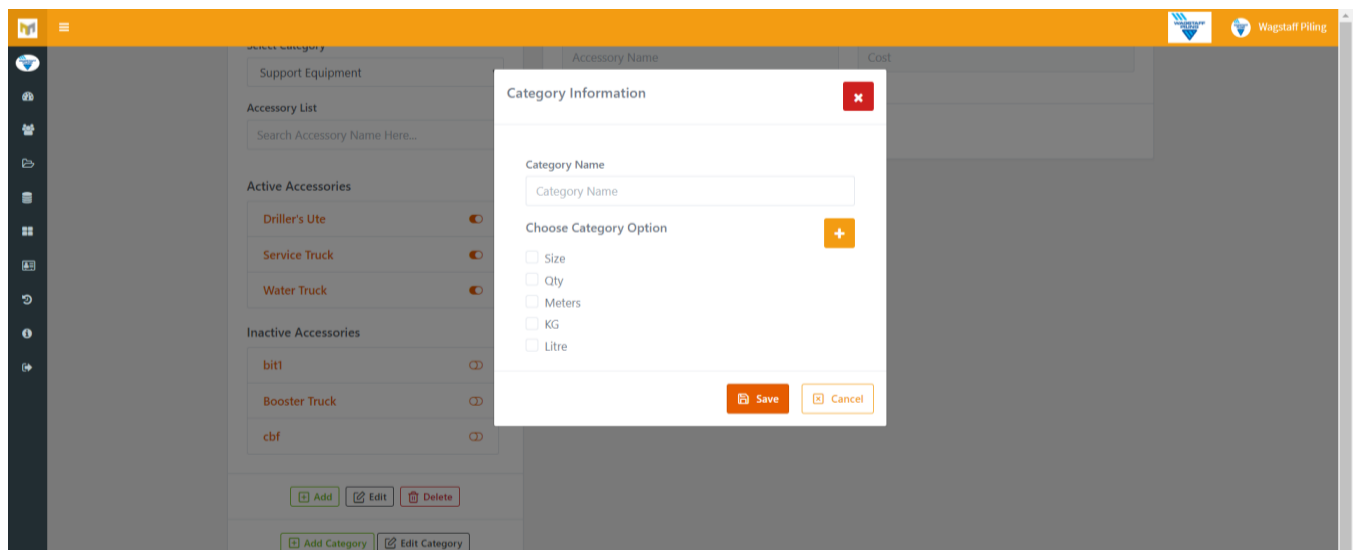 WAGSTAFF PILING
Wagstaff Piling
Select Category
Support Equipment
Accessory List
Search Accessory Name Here...
Active Accessories
Driller's Ute
Service Truck
Water Truck
Inactive Accessories
bit1
Booster Truck
cbf
Add Edit Delete
Add Category Edit Category
Accessory Name Cost
Category Information
Category Name
Category Name
Choose Category Option
Size
Qty
Meters
KG
Litre
Save Cancel